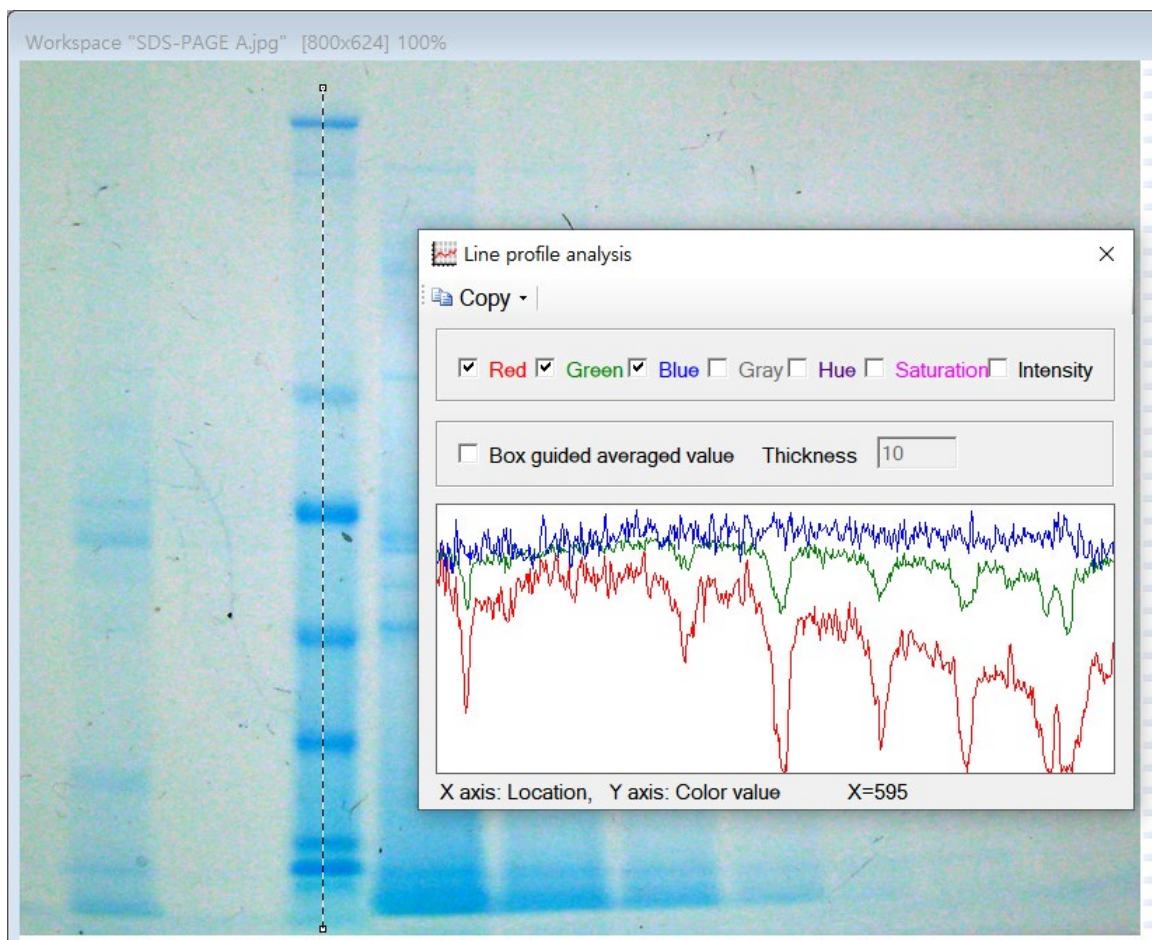 Workspace "SDS-PAGE A.jpg" [800x624] 100%
Line profile analysis
Copy
Red Green Blue Gray Hue Saturation Intensity
Box guided averaged value Thickness 10
X axis: Location, Y axis: Color value X=595